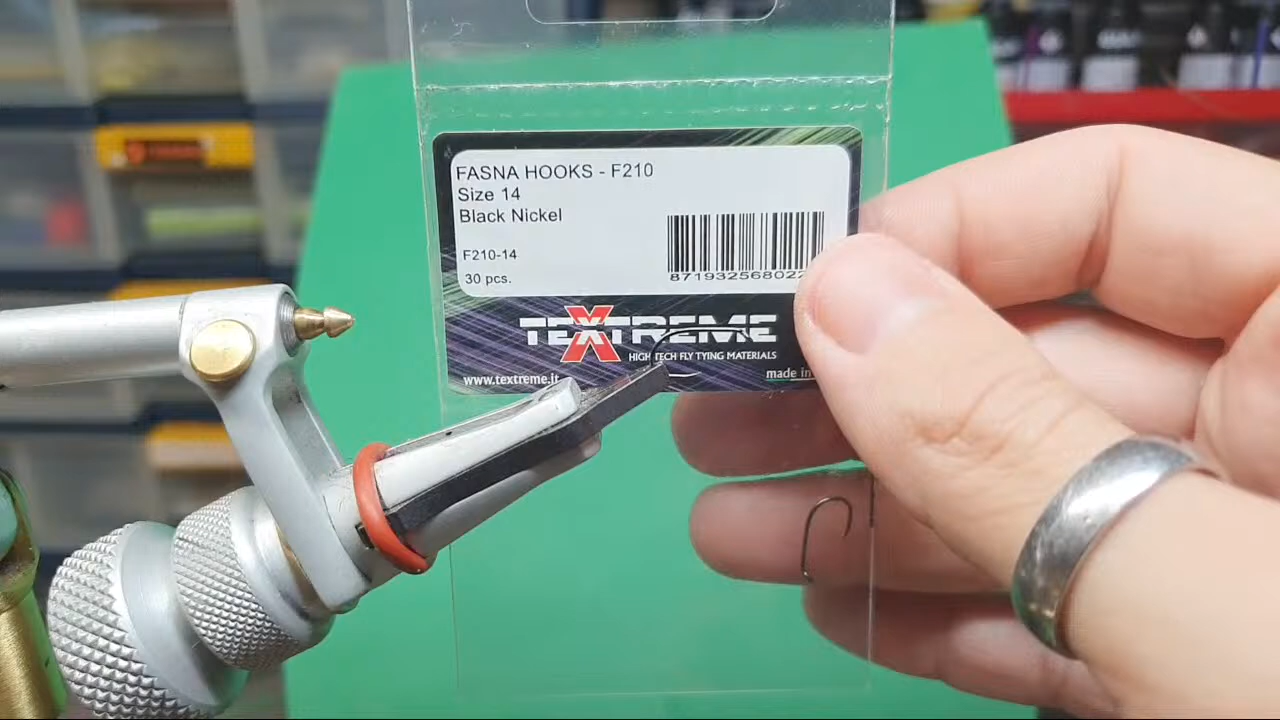 FASNA HOOKS - F210
Size 14
Black Nickel
F210-14
30 pcs.
TEXTREME
HIGH TECH FLY TYING MATERIALS
www.textreme.it
made in